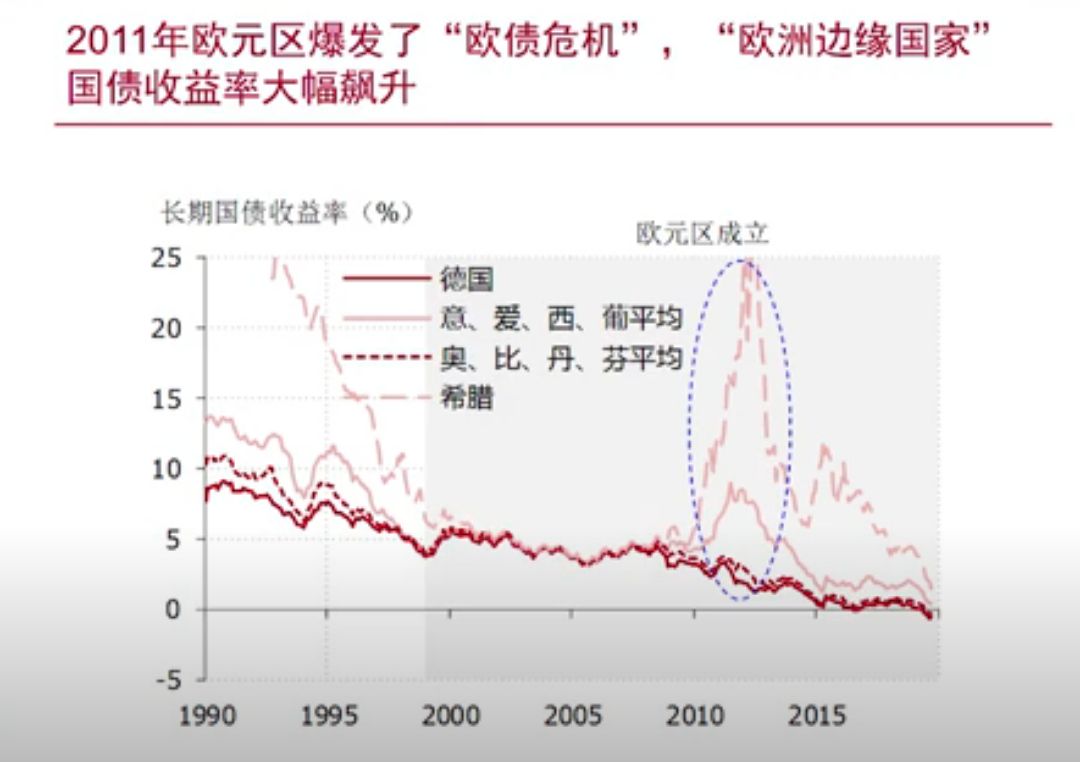 2011年欧元区爆发了“欧债危机”，“欧洲边缘国家”
国债收益率大幅飙升
长期国债收益率（%）
欧元区成立
德国
意、爱、西、葡平均
奥、比、丹、芬平均
希腊
25
20
15
10
5
0
-5
1990 1995 2000 2005 2010 2015